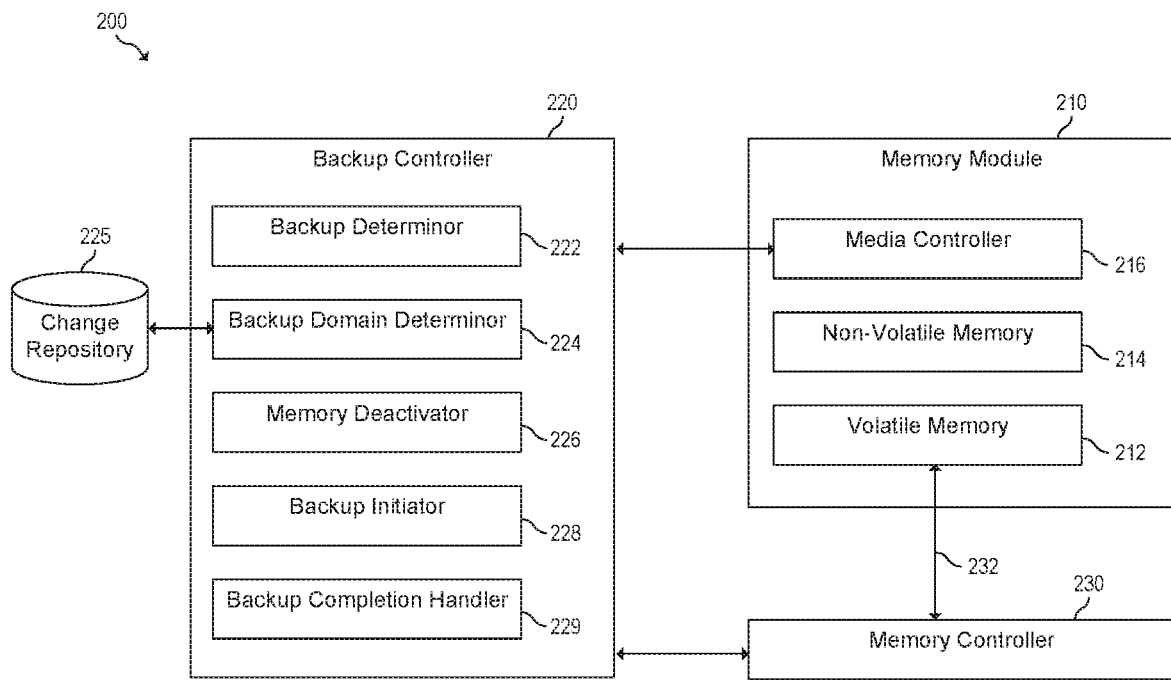 200
220
210
Backup Controller
Memory Module
Backup Determinor
222
Media Controller
216
225
Change
Repository
Backup Domain Determinor
224
Non-Volatile Memory
214
Memory Deactivator
226
Volatile Memory
212
Backup Initiator
228
232
Backup Completion Handler
229
230
Memory Controller